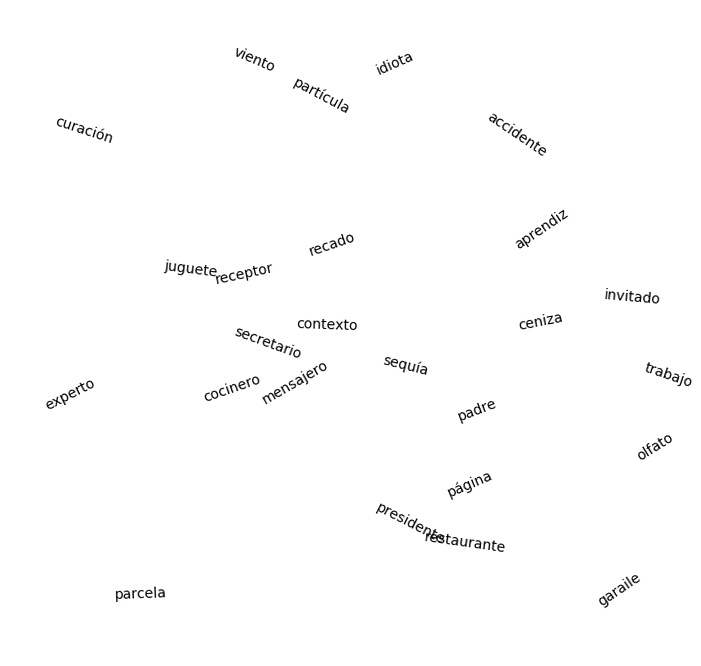 viento
idiota
partícula
curación
accidente
aprendiz
recado
juguete
receptor
invitado
contexto
ceniza
secretario
sequía
trabajo
mensajero
cocinero
experto
padre
olfato
página
presidente
restaurante
garaile
parcela